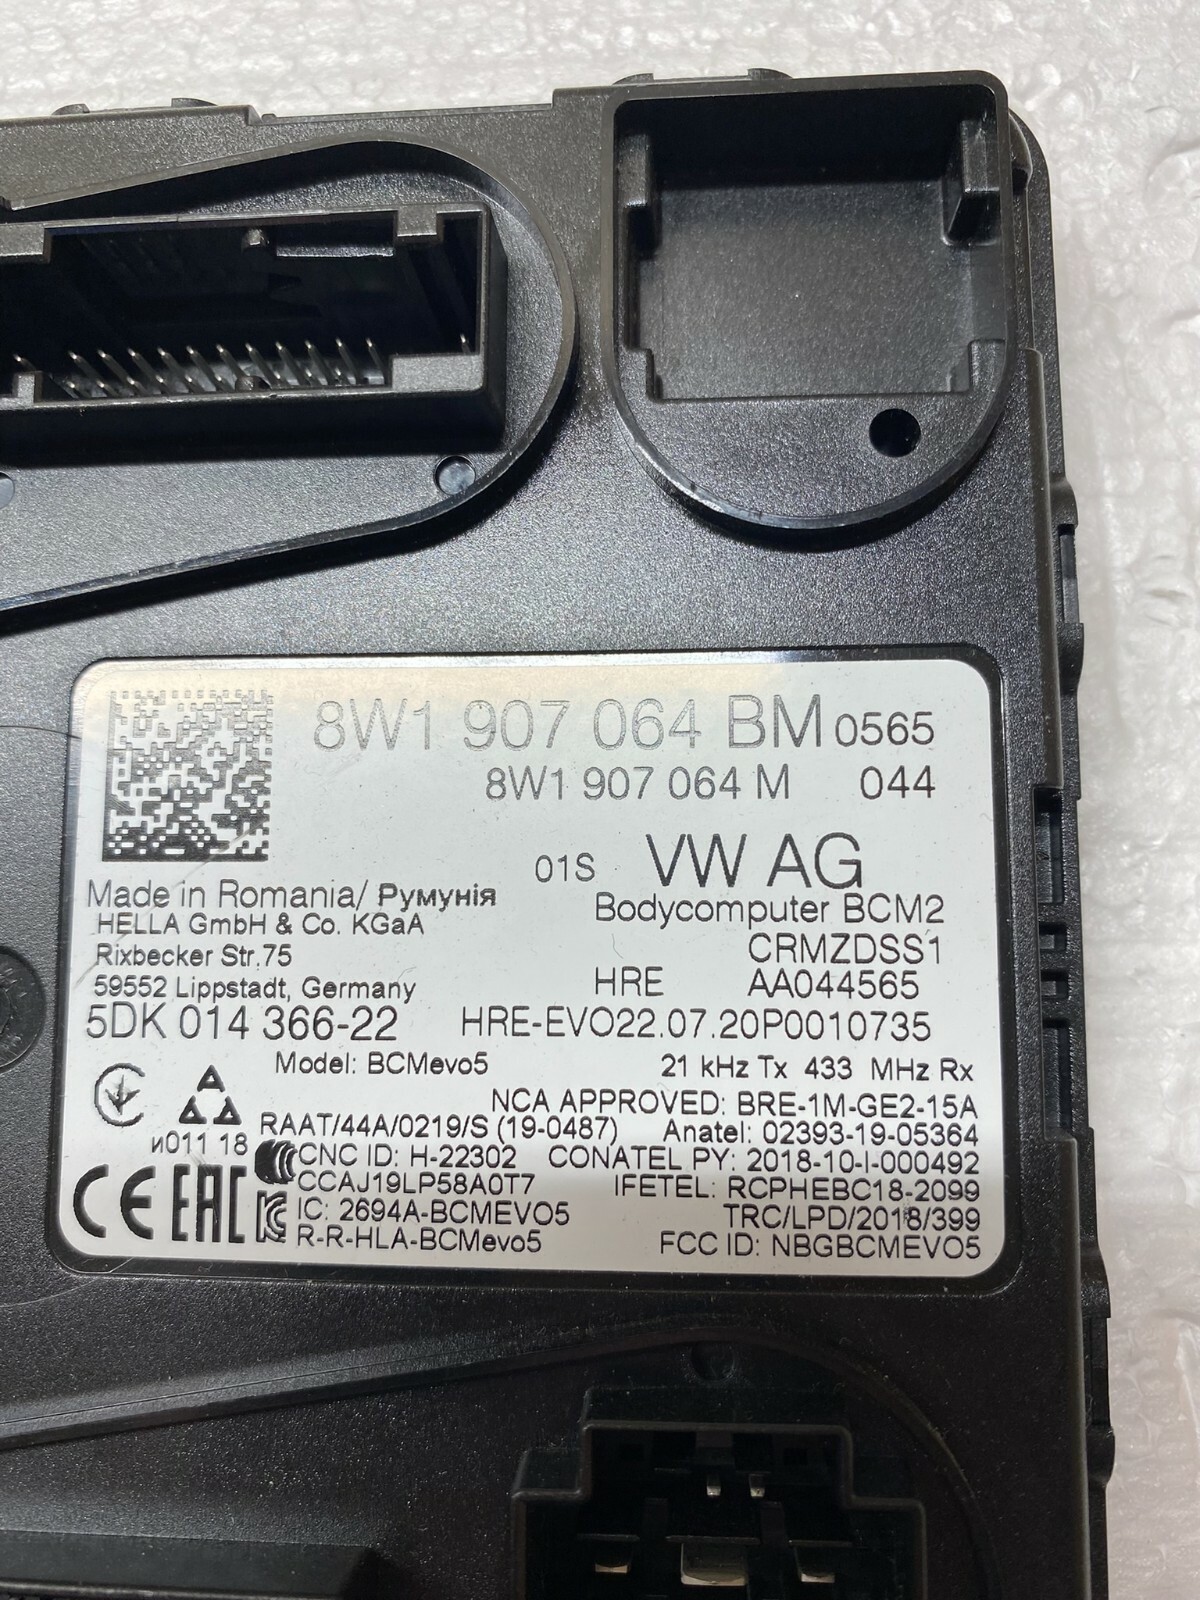 8W1 907 064 BM 0565
8W1 907 064 M 044
01S VW AG
Made in Romania/ Румунія
Bodycomputer BCM2
HELLA GmbH & Co. KGaA
CRMZDSS1
Rixbecker Str.75
HRE AA044565
59552 Lippstadt, Germany
5DK 014 366-22 HRE-EVO22.07.20P0010735
Model: BCMevo5 21 kHz Tx 433 MHz Rx
NCA APPROVED: BRE-1M-GE2-15A
RAAT/44A/0219/S (19-0487) Anatel: 02393-19-05364
и011 18 CNC ID: H-22302 CONATEL PY: 2018-10-I-000492
CCAJ19LP58A0T7 IFETEL: RCPHEBC18-2099
CE EAC IC: 2694A-BCMEVO5 TRC/LPD/2018/399
R-R-HLA-BCMevo5 FCC ID: NBGBCMEVO5